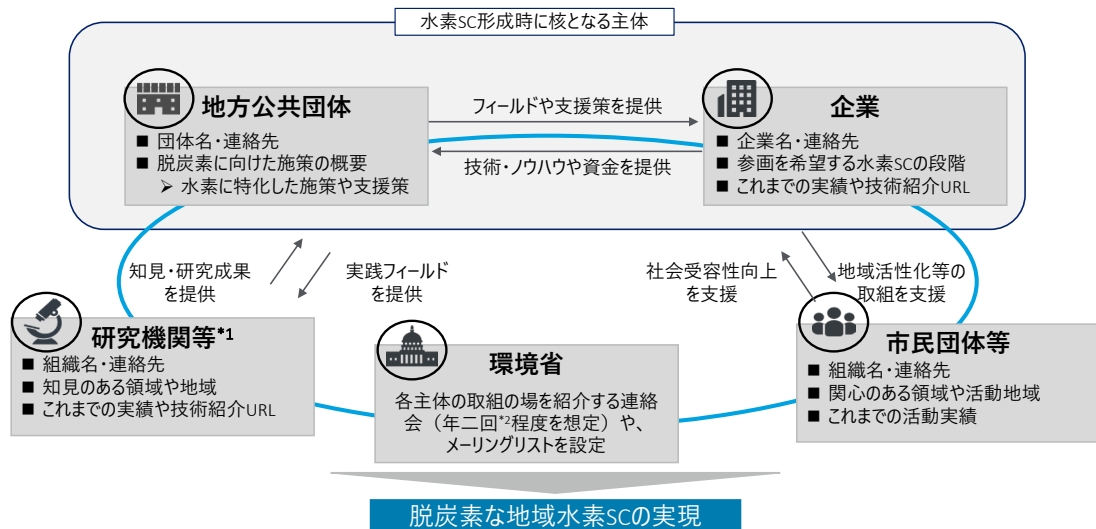 水素SC形成時に核となる主体
地方公共団体
■ 団体名・連絡先
■ 脱炭素に向けた施策の概要
➢ 水素に特化した施策や支援策
フィールドや支援策を提供
技術・ノウハウや資金を提供
企業
■ 企業名・連絡先
■ 参画を希望する水素SCの段階
■ これまでの実績や技術紹介URL
知見・研究成果
を提供
実践フィールド
を提供
社会受容性向上
を支援
地域活性化等の
取組を支援
研究機関等*1
■ 組織名・連絡先
■ 知見のある領域や地域
■ これまでの実績や技術紹介URL
環境省
各主体の取組の場を紹介する連絡
会（年二回*2程度を想定）や、
メーリングリストを設定
市民団体等
■ 組織名・連絡先
■ 関心のある領域や活動地域
■ これまでの活動実績
脱炭素な地域水素SCの実現